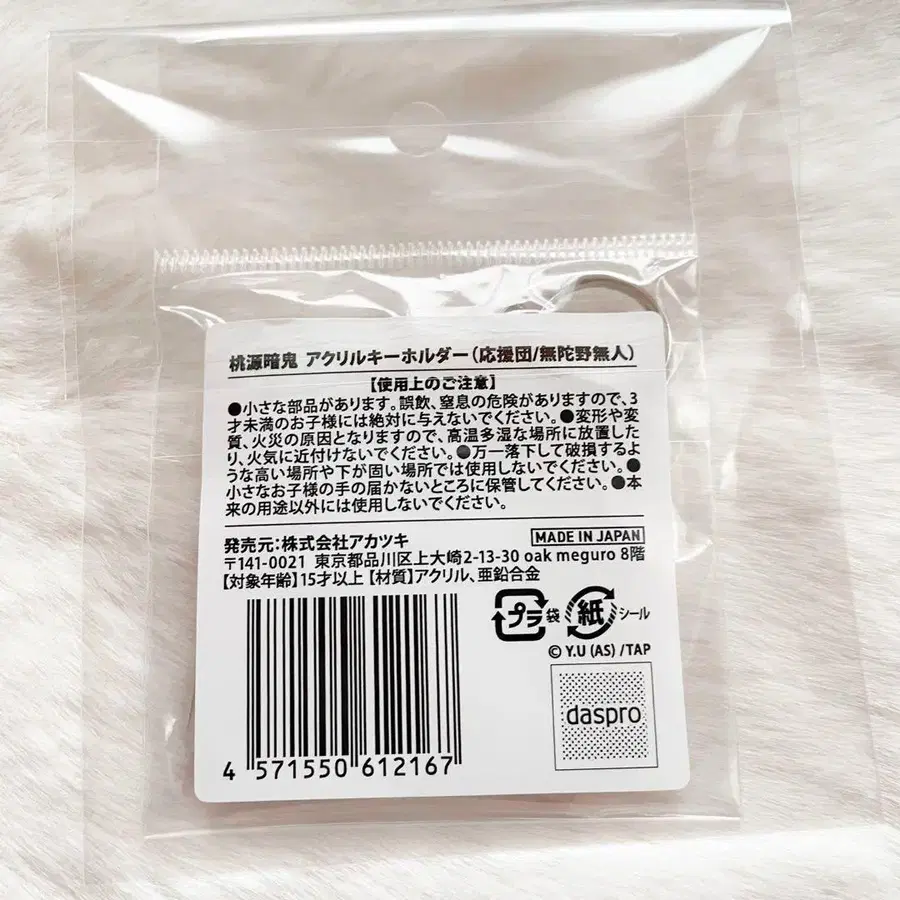 桃源暗鬼 アクリルキーホルダー(応援団/無陀野無人)
【使用上のご注意】
●小さな部品があります。誤飲、窒息の危険がありますので、3
才未満のお子様には絶対に与えないでください。●変形や変
質、火災の原因となりますので、高温多湿な場所に放置した
り、火気に近付けないでください。●万一落下して破損するよ
うな高い場所や下が固い場所では使用しないでください。●
小さなお子様の手の届かないところに保管してください。●本
来の用途以外には使用しないでください。
発売元:株式会社アカツキ
MADE IN JAPAN
〒141-0021 東京都品川区上大崎2-13-30 oak meguro 8階
【対象年齢】15才以上【材質】アクリル、亜鉛合金
プラ 袋 紙 シール
© Y.U (AS) /TAP
daspro
4 571550 612167